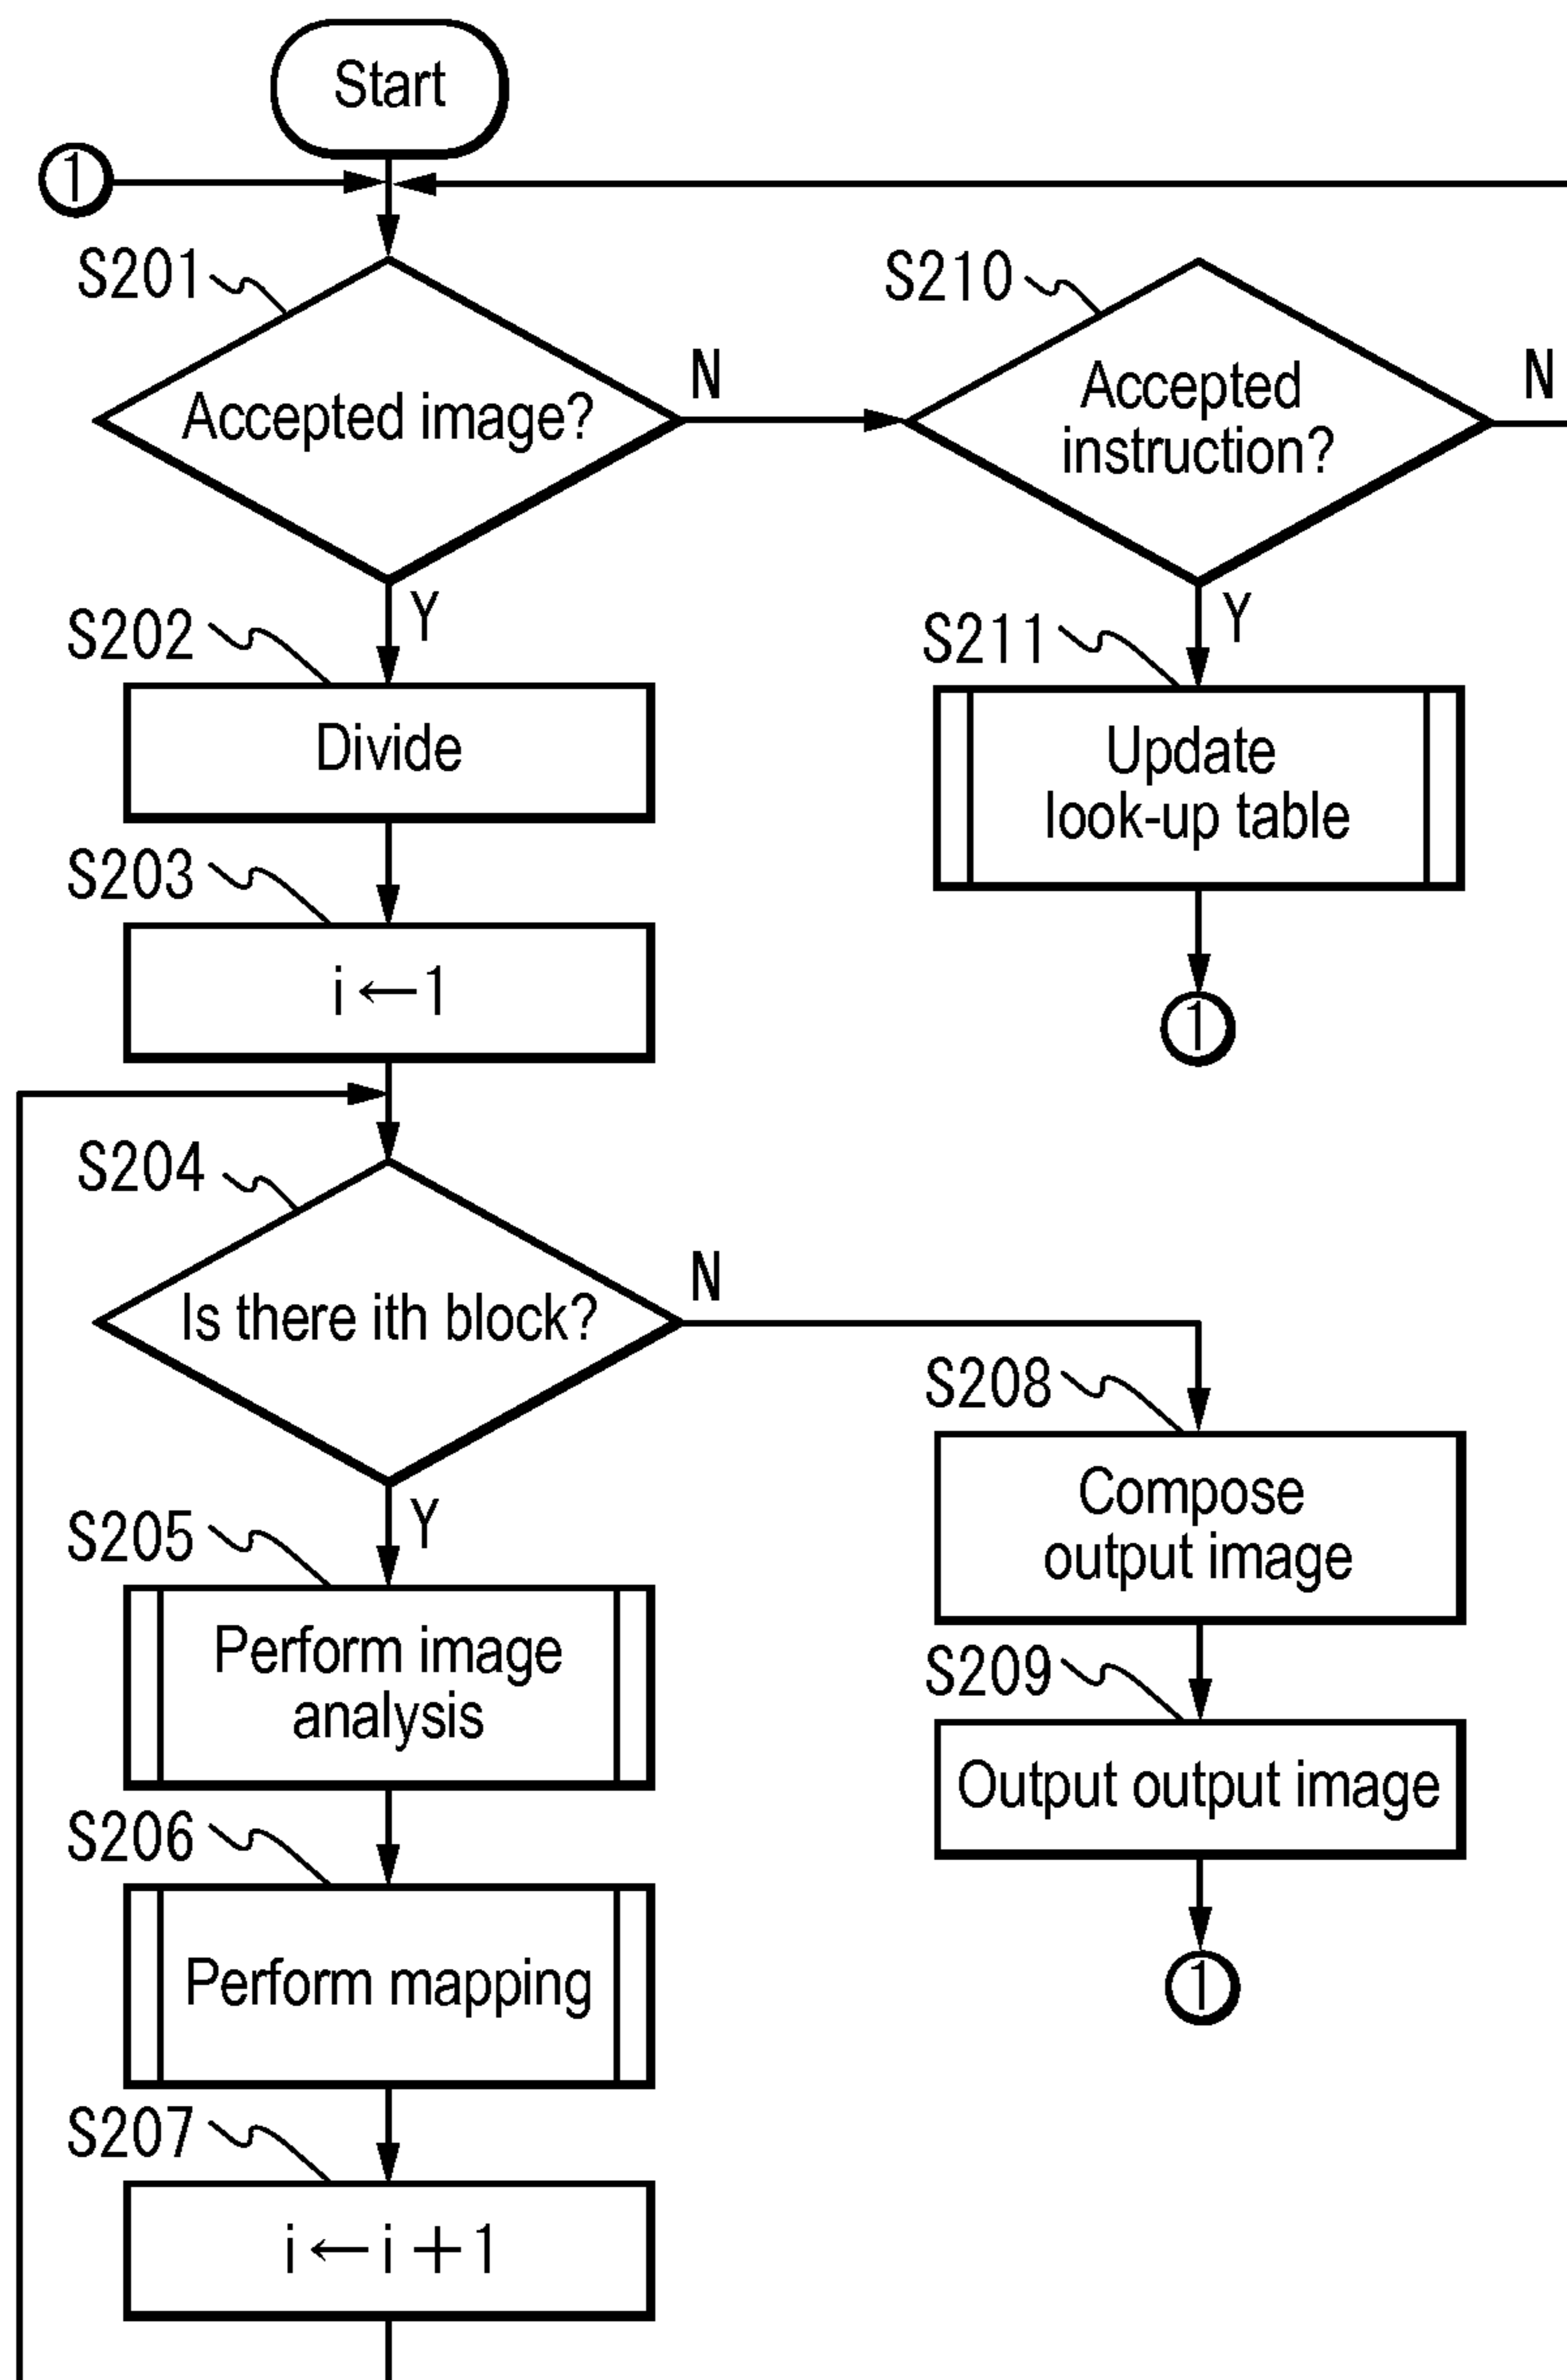 Start
1
S201
Accepted image?
N
Y
S210
Accepted
instruction?
N
Y
S202
Divide
S211
Update
look-up table
1
S203
i←1
S204
Is there ith block?
N
Y
S205
Perform image
analysis
S206
Perform mapping
S207
i←i+1
S208
Compose
output image
S209
Output output image
1